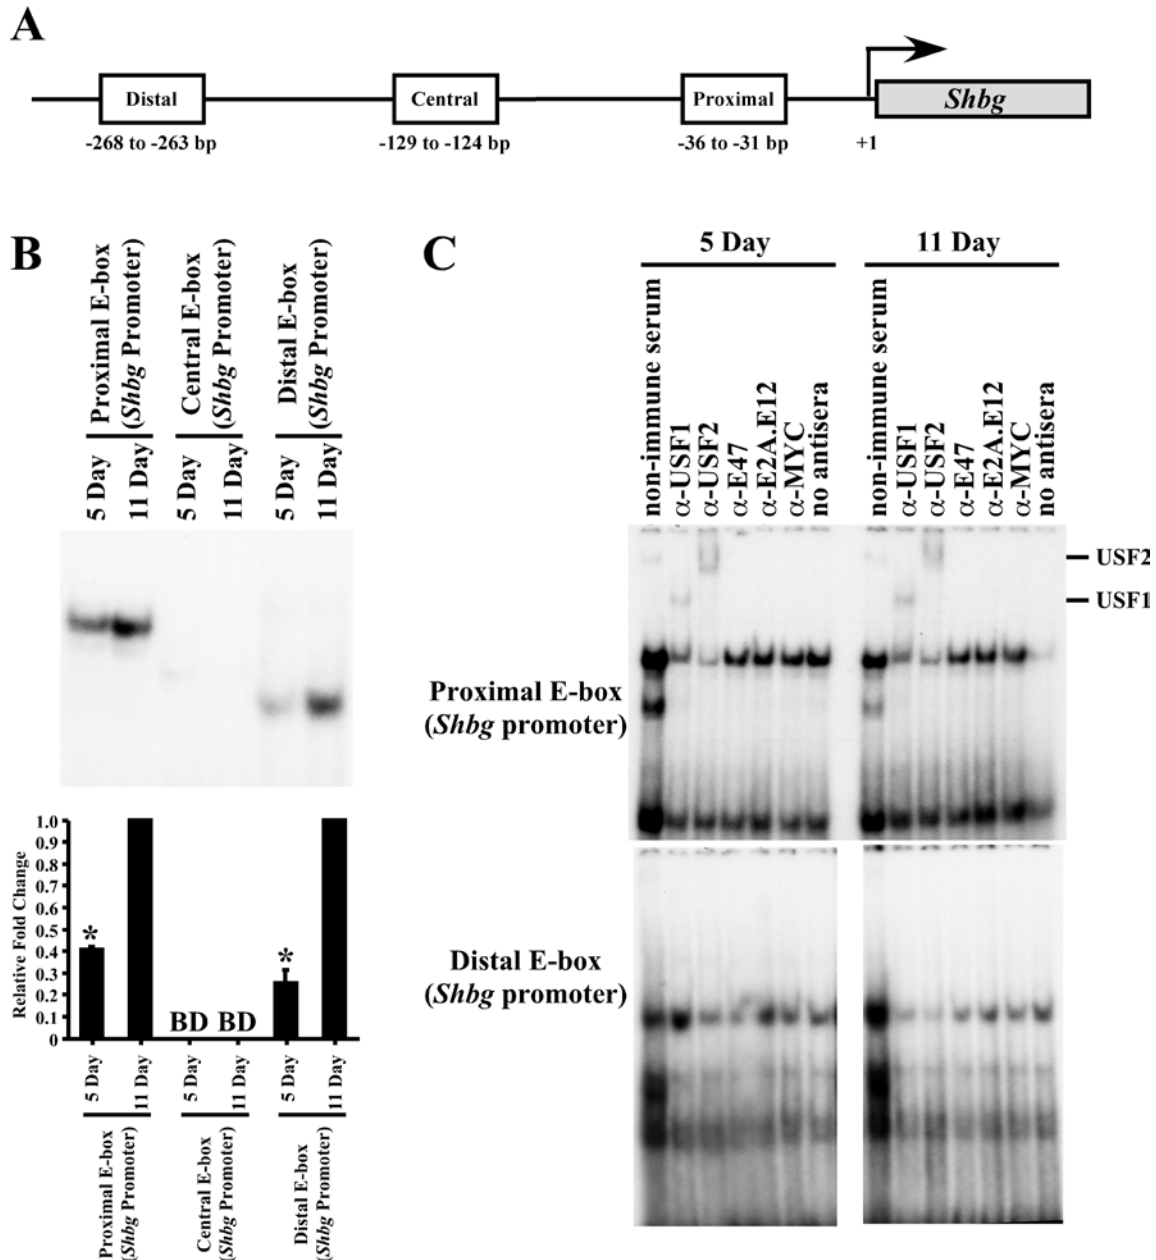 A
Distal
Central
Proximal
Shbg
-268 to -263 bp
-129 to -124 bp
-36 to -31 bp
+1
B
Proximal E-box
(Shbg Promoter)
Central E-box
(Shbg Promoter)
Distal E-box
(Shbg Promoter)
5 Day
11 Day
5 Day
11 Day
5 Day
11 Day
Relative Fold Change
1.0
0.9
0.8
0.7
0.6
0.5
0.4
0.3
0.2
0.1
0
*
BD
BD
*
5 Day
11 Day
5 Day
11 Day
5 Day
11 Day
Proximal E-box
(Shbg Promoter)
Central E-box
(Shbg Promoter)
Distal E-box
(Shbg Promoter)
C
5 Day
11 Day
non-immune serum
α-USF1
α-USF2
α-E47
α-E2A.E12
α-MYC
no antisera
non-immune serum
α-USF1
α-USF2
α-E47
α-E2A.E12
α-MYC
no antisera
USF2
USF1
Proximal E-box
(Shbg promoter)
Distal E-box
(Shbg promoter)